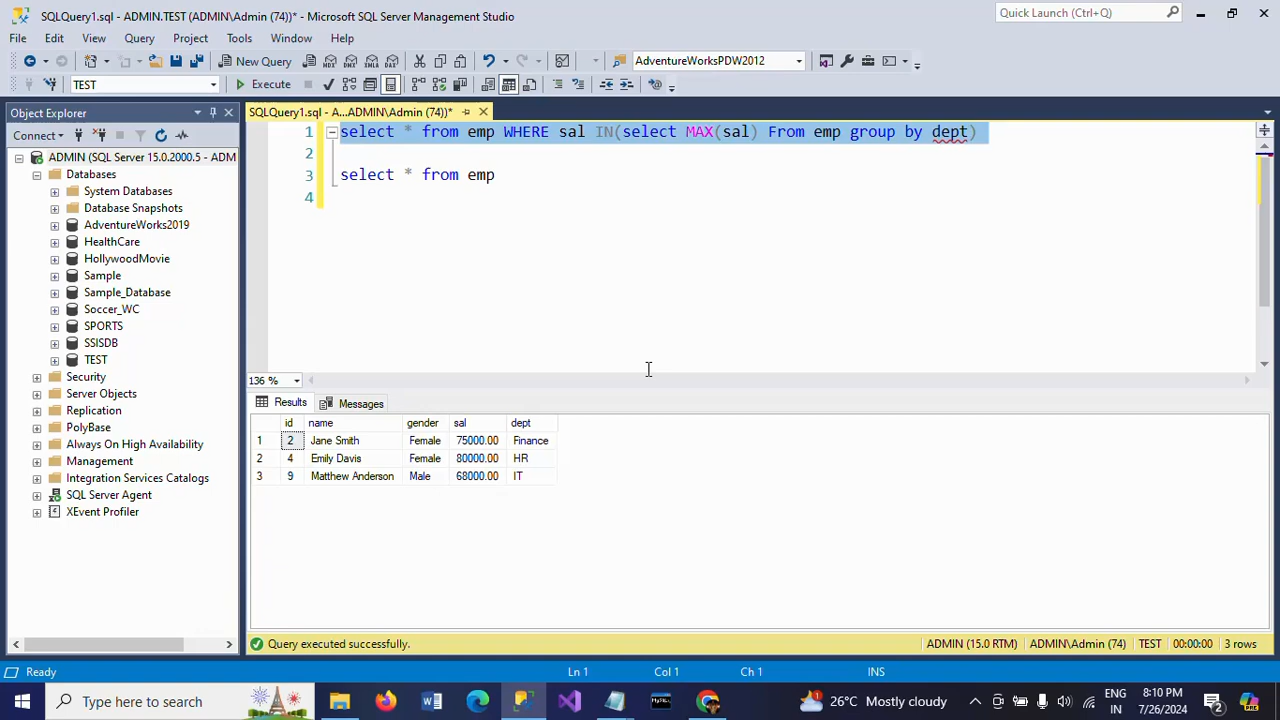 SQLQuery1.sql - ADMIN.TEST (ADMIN\Admin (74))* - Microsoft SQL Server Management Studio
Quick Launch (Ctrl+Q)
File Edit View Query Project Tools Window Help
New Query MDX DMX XMLA DAX AdventureWorksPDW2012
TEST Execute
Object Explorer
SQLQuery1.sql - A...ADMIN\Admin (74))*
Connect
ADMIN (SQL Server 15.0.2000.5 - ADM
Databases
System Databases
Database Snapshots
AdventureWorks2019
HealthCare
HollywoodMovie
Sample
Sample_Database
Soccer_WC
SPORTS
SSISDB
TEST
Security
Server Objects
Replication
PolyBase
Always On High Availability
Management
Integration Services Catalogs
SQL Server Agent
XEvent Profiler
1 select * from emp WHERE sal IN(select MAX(sal) From emp group by dept)
2
3 select * from emp
4
136 %
Results Messages
id name gender sal dept
1 2 Jane Smith Female 75000.00 Finance
2 4 Emily Davis Female 80000.00 HR
3 9 Matthew Anderson Male 68000.00 IT
Query executed successfully. ADMIN (15.0 RTM) ADMIN\Admin (74) TEST 00:00:00 3 rows
Ready Ln 1 Col 1 Ch 1 INS
Type here to search
1 26°C Mostly cloudy
ENG
IN
8:10 PM
7/26/2024
2